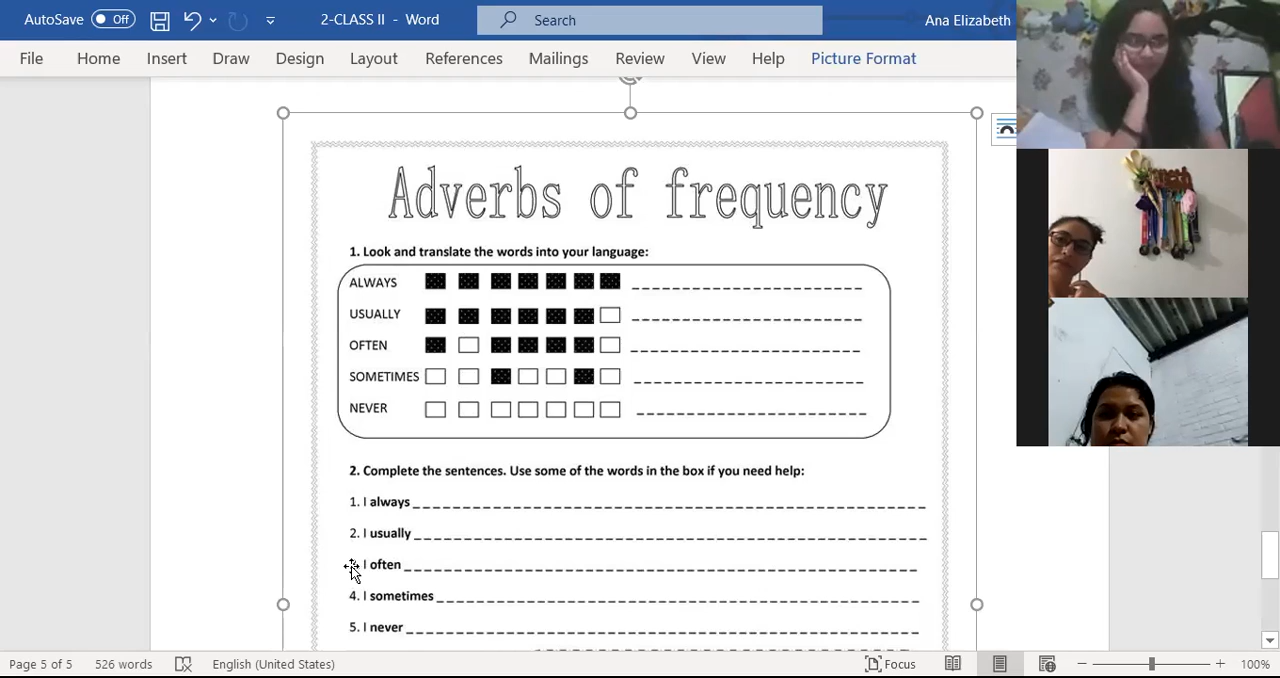 AutoSave Off 2-CLASS II - Word Search Ana Elizabeth
File Home Insert Draw Design Layout References Mailings Review View Help Picture Format
Adverbs of frequency
1. Look and translate the words into your language:
ALWAYS
USUALLY
OFTEN
SOMETIMES
NEVER
2. Complete the sentences. Use some of the words in the box if you need help:
1. I always
2. I usually
I often
4. I sometimes
5. I never
Page 5 of 5 526 words English (United States) Focus 100%